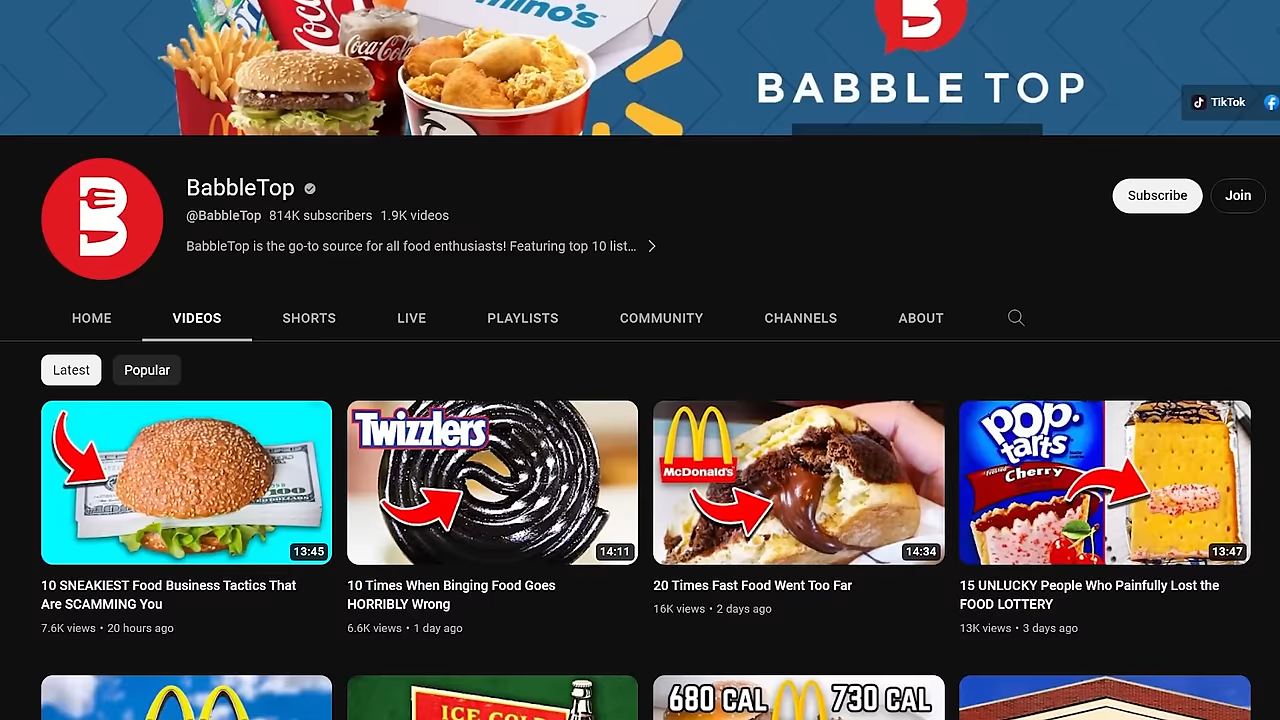 Coca-Cola
mino's
B
BABBLE TOP
TikTok
B
BabbleTop
@BabbleTop 814K subscribers 1.9K videos
BabbleTop is the go-to source for all food enthusiasts! Featuring top 10 list...
Subscribe
Join
HOME
VIDEOS
SHORTS
LIVE
PLAYLISTS
COMMUNITY
CHANNELS
ABOUT
Latest
Popular
100
13:45
TWizzlers
14:11
McDonald's
14:34
POP.
tarts
Frosted
Cherry
13:47
10 SNEAKIEST Food Business Tactics That
Are SCAMMING You
7.6K views • 20 hours ago
10 Times When Binging Food Goes
HORRIBLY Wrong
6.6K views • 1 day ago
20 Times Fast Food Went Too Far
16K views • 2 days ago
15 UNLUCKY People Who Painfully Lost the
FOOD LOTTERY
13K views • 3 days ago
680 CAL
730 CAL